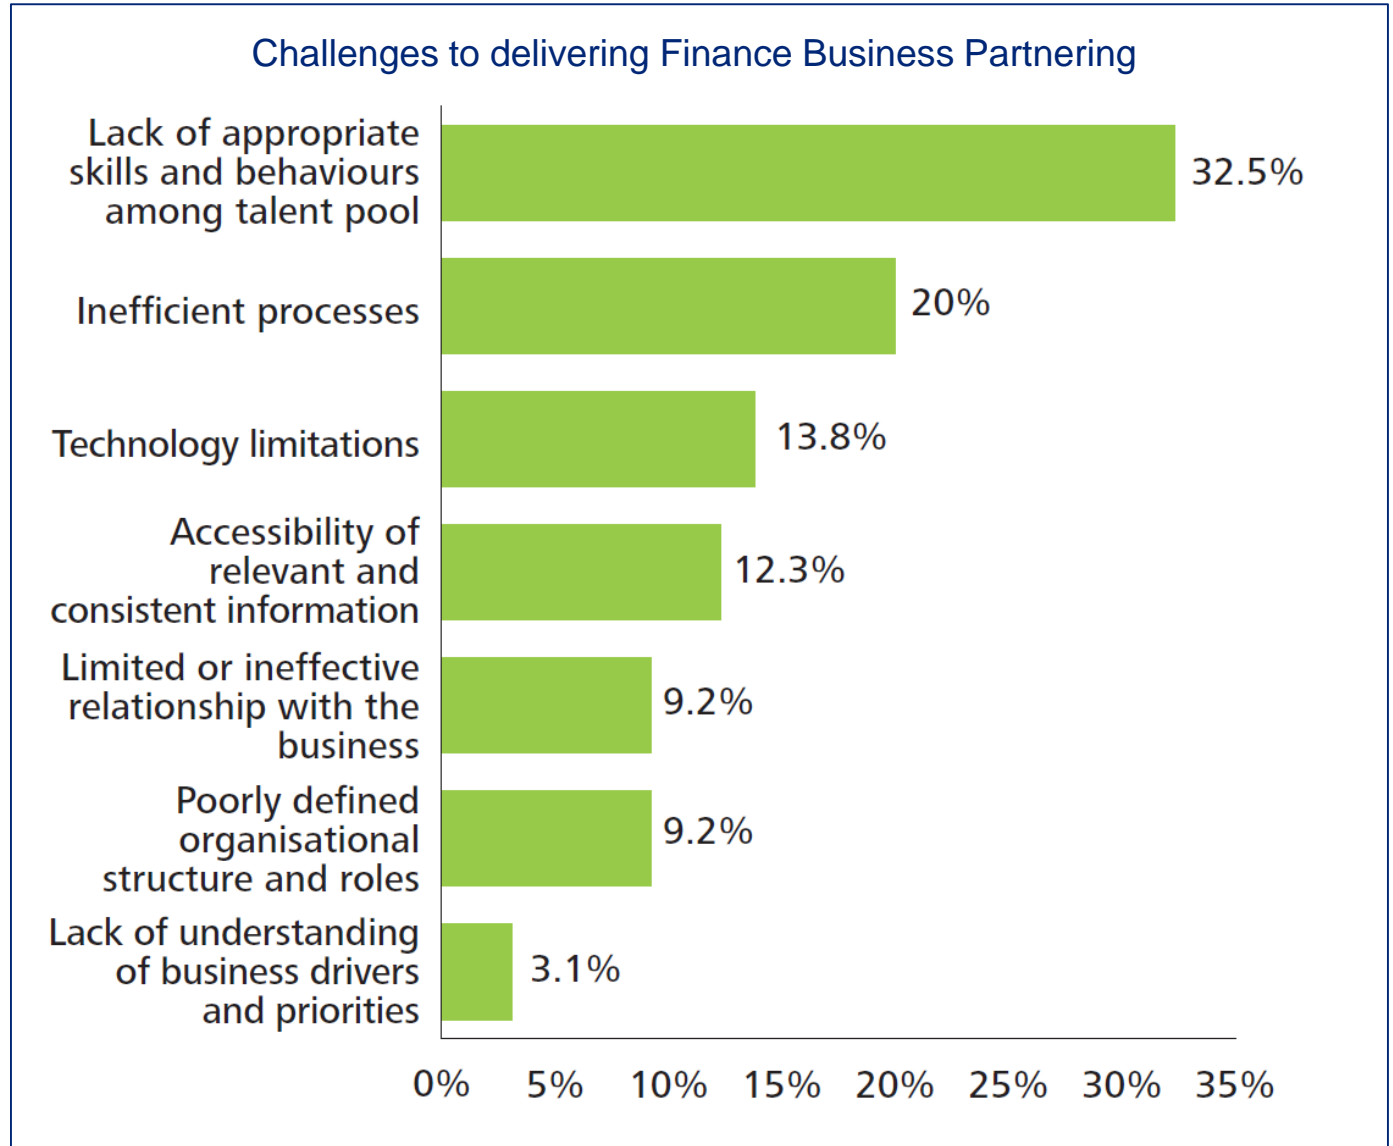 Challenges to delivering Finance Business Partnering
Lack of appropriate
skills and behaviours
among talent pool
32.5%
Inefficient processes
20%
Technology limitations
13.8%
Accessibility of
relevant and
consistent information
12.3%
Limited or ineffective
relationship with the
business
9.2%
Poorly defined
organisational
structure and roles
9.2%
Lack of understanding
of business drivers
and priorities
3.1%
0% 5% 10% 15% 20% 25% 30% 35%